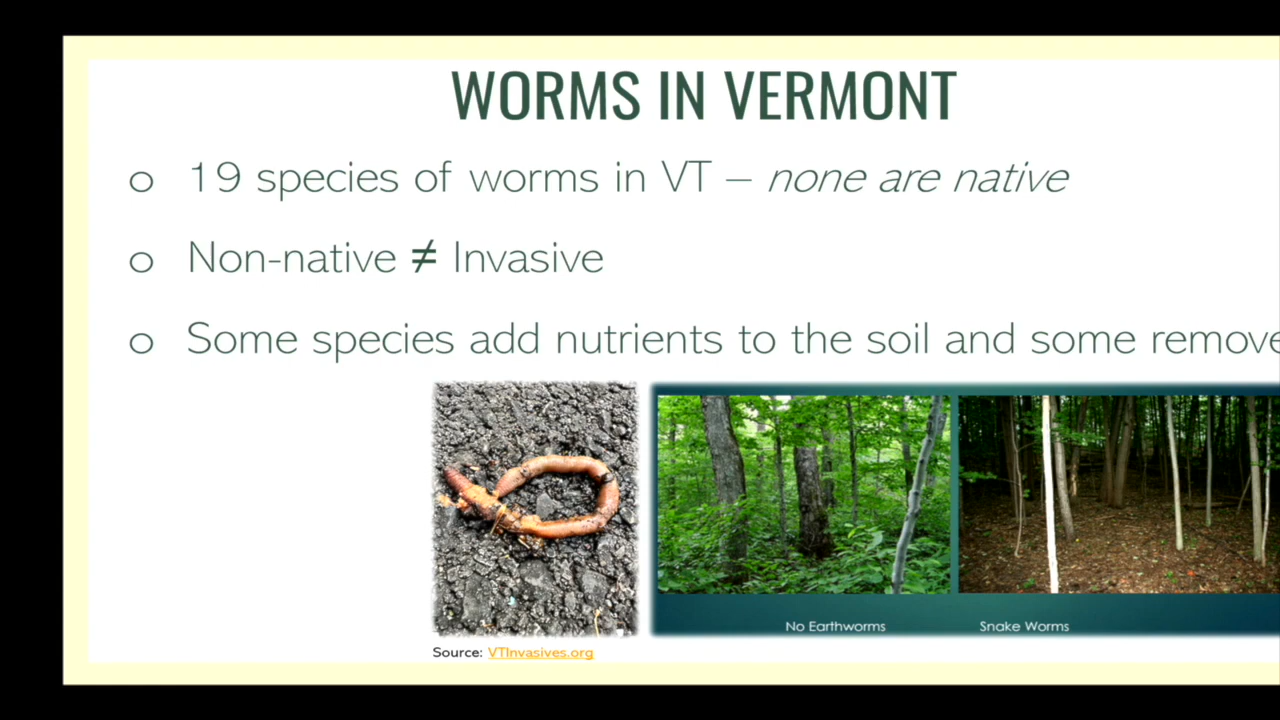 WORMS IN VERMONT
o 19 species of worms in VT – none are native
o Non-native ≠ Invasive
o Some species add nutrients to the soil and some remove
No Earthworms
Snake Worms
Source: VTInvasives.org